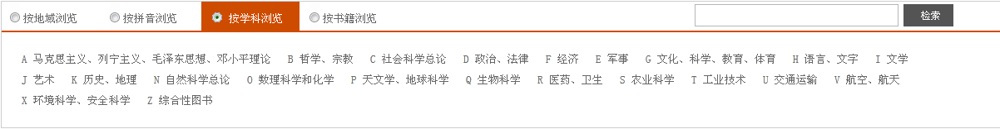 按地域浏览 按拼音浏览 按学科浏览 按书籍浏览 检索
A 马克思主义、列宁主义、毛泽东思想、邓小平理论 B 哲学、宗教 C 社会科学总论 D 政治、法律 F 经济 E 军事 G 文化、科学、教育、体育 H 语言、文字 I 文学
J 艺术 K 历史、地理 N 自然科学总论 O 数理科学和化学 P 天文学、地球科学 Q 生物科学 R 医药、卫生 S 农业科学 T 工业技术 U 交通运输 V 航空、航天
X 环境科学、安全科学 Z 综合性图书